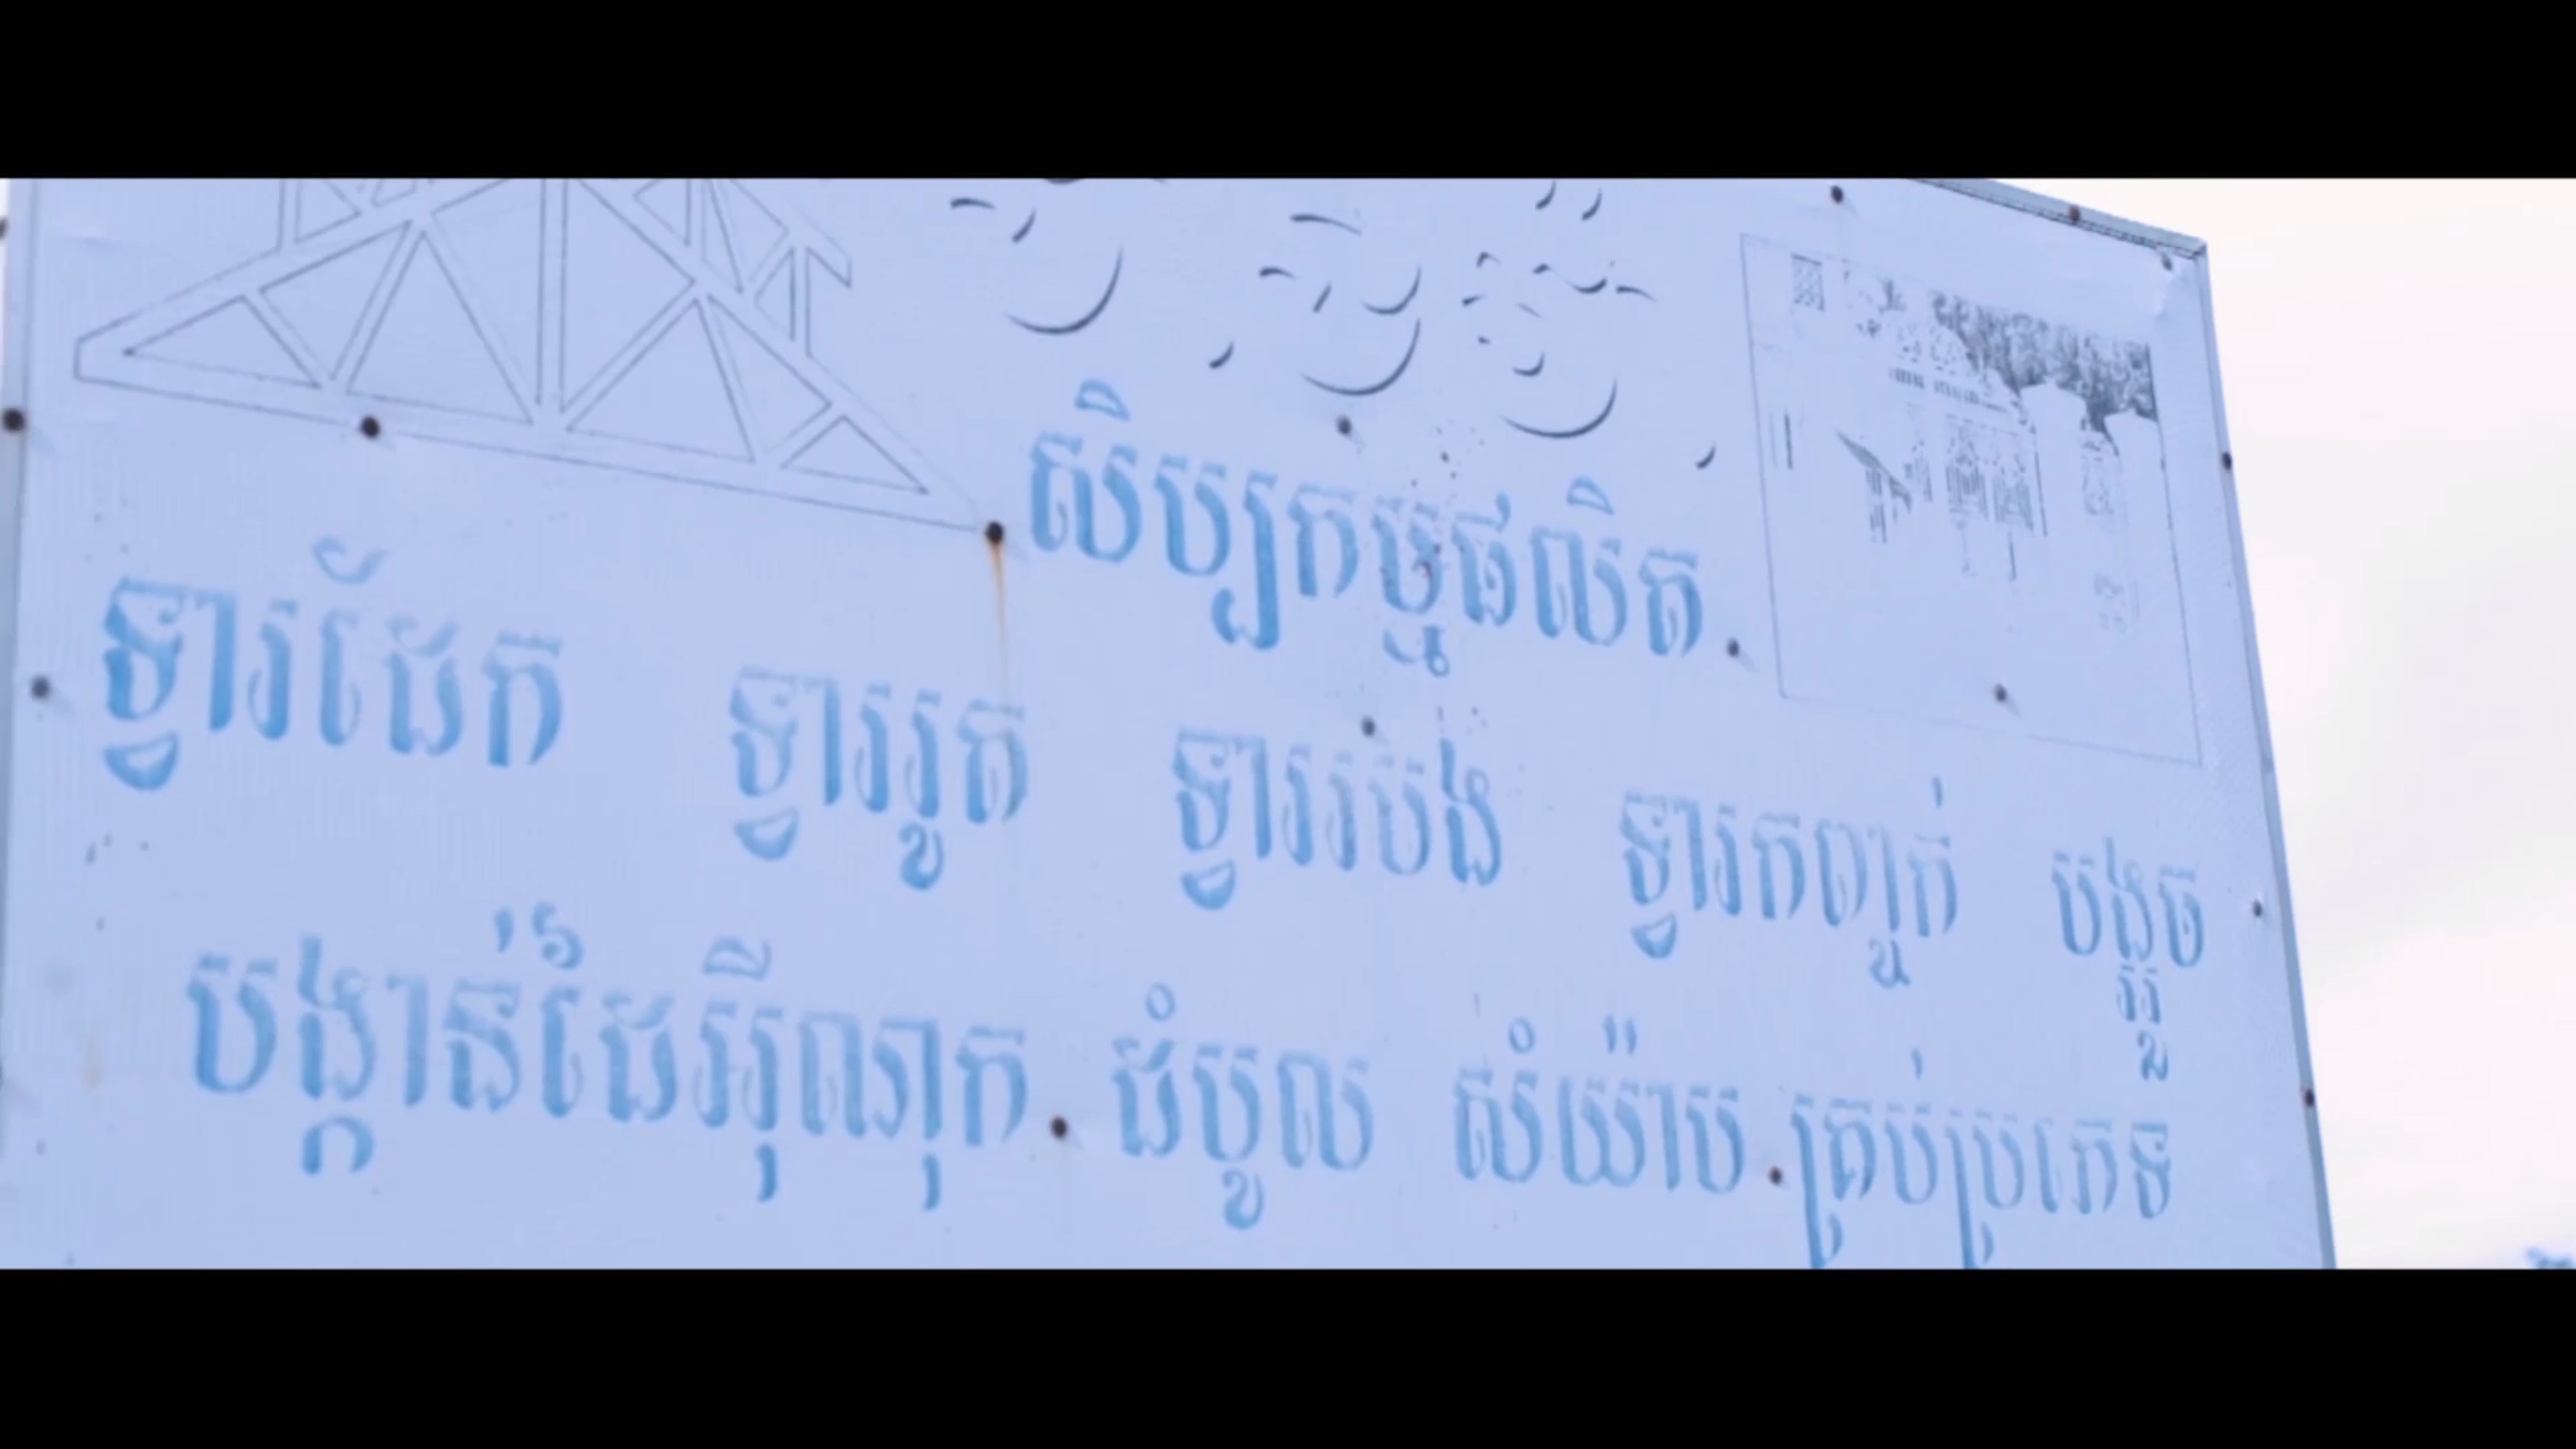 សិប្បកម្មផលិត
ទ្វារដែក ទ្វាររូត ទ្វាររបង ទ្វារកញ្ចក់ បង្អួច
បង្កាន់ដៃអ៊ីណុក ដំបូល សំយ៉ាប គ្រប់ប្រភេទ